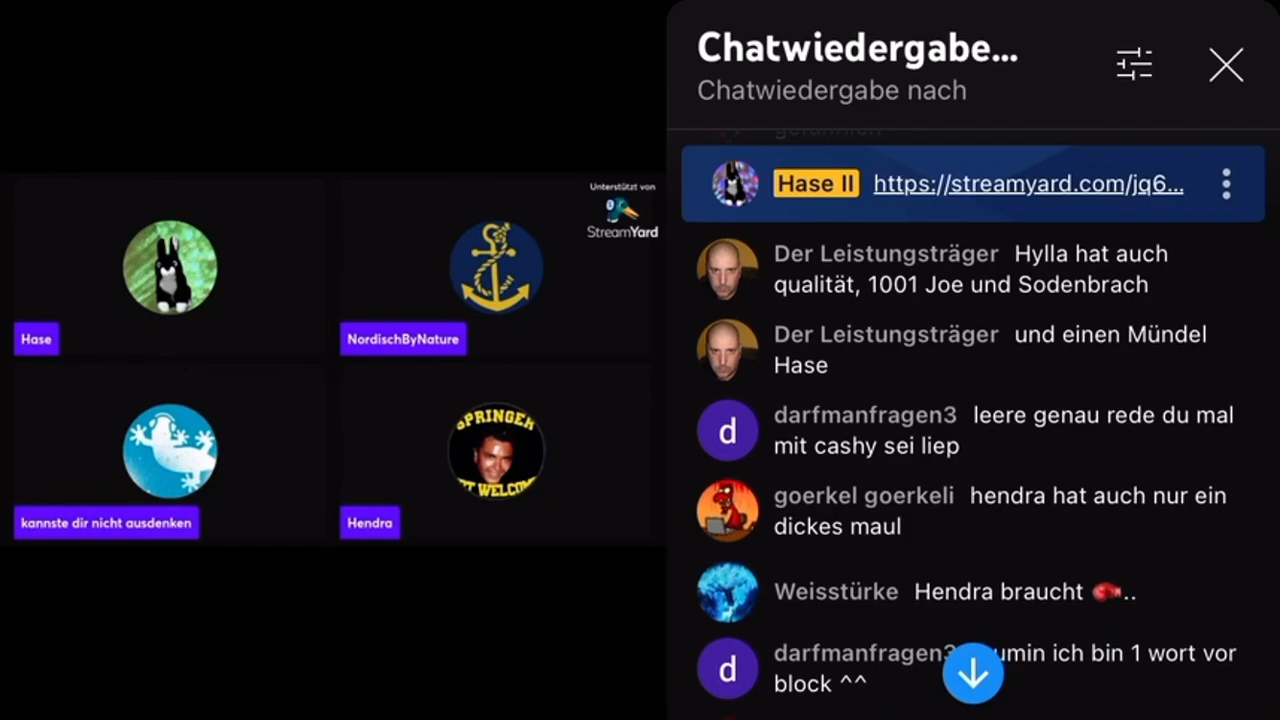 Unterstützt von
StreamYard
Hase
NordischByNature
SPRINGER
kannste dir nicht ausdenken
Hendra
Chatwiedergabe...
Chatwiedergabe nach
Hase II https://streamyard.com/jq6...
Der Leistungsträger Hylla hat auch
qualität, 1001 Joe und Sodenbrach
Der Leistungsträger und einen Mündel
Hase
d
darfmanfragen3 leere genau rede du mal
mit cashy sei liep
goerkel goerkeli hendra hat auch nur ein
dickes maul
Weisstürke Hendra braucht 🥊..
d
darfmanfragen3 umin ich bin 1 wort vor
block ^^